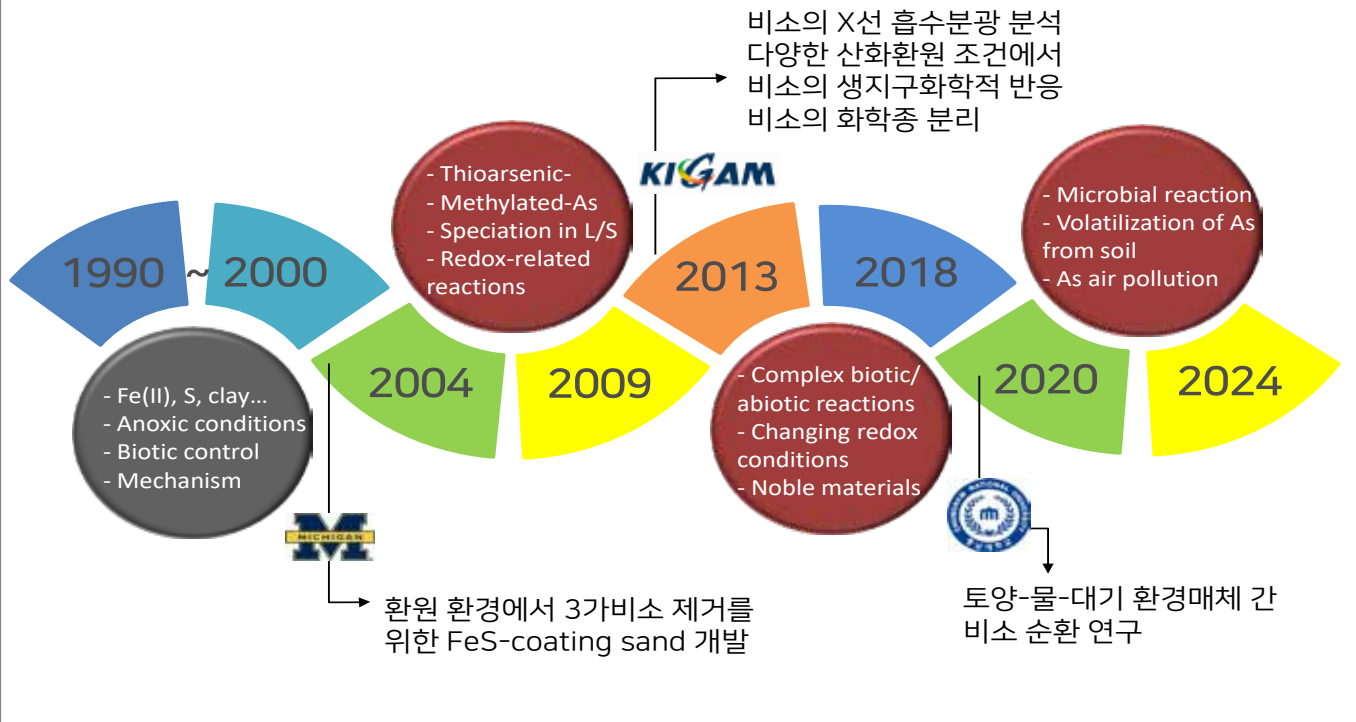 비소의 X선 흡수분광 분석
다양한 산화환원 조건에서
비소의 생지구화학적 반응
비소의 화학종 분리
- Thioarsenic-
- Methylated-As
- Speciation in L/S
- Redox-related
reactions
KIGAM
- Microbial reaction
- Volatilization of As
from soil
- As air pollution
1990 ~ 2000
2013
2018
2004
2009
2020
2024
- Fe(II), S, clay...
- Anoxic conditions
- Biotic control
- Mechanism
- Complex biotic/
abiotic reactions
- Changing redox
conditions
- Noble materials
M
MICHIGAN
환원 환경에서 3가비소 제거를
위한 FeS-coating sand 개발
토양-물-대기 환경매체 간
비소 순환 연구